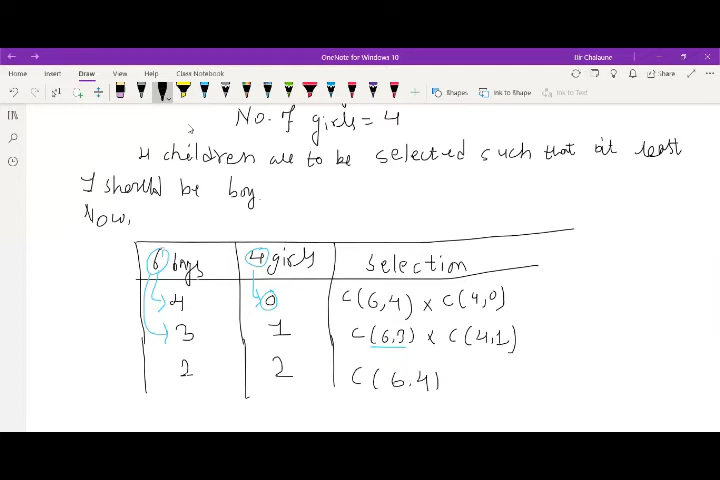 OneNote for Windows 10
Bir Chalaune
Home Insert Draw View Help Class Notebook
Share
Shapes Ink to Shape Ink to Text
No. of girls = 4
4 children are to be selected such that at least
1 should be boy.
Now,
6 boys 4 girls Selection
4 0 C(6,4) x C(4,0)
3 1 C(6,3) x C(4,1)
2 2 C(6.4)